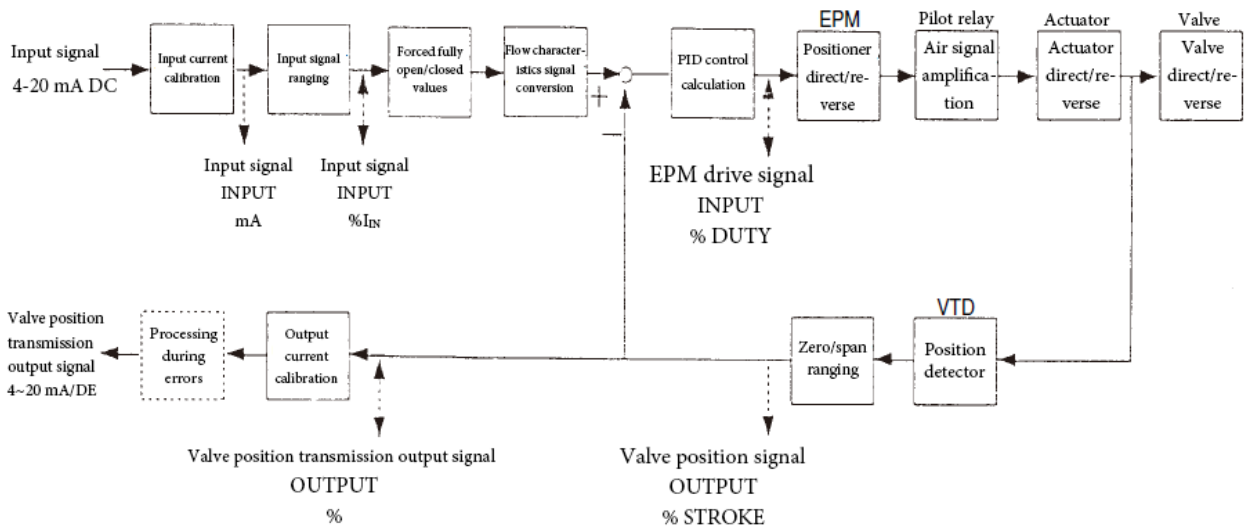 Input signal
4-20 mA DC
Input current
calibration
Input signal
ranging
Forced fully
open/closed
values
Flow character-
istics signal
conversion
+
−
PID control
calculation
EPM
Positioner
direct/re-
verse
Pilot relay
Air signal
amplifica-
tion
Actuator
Actuator
direct/re-
verse
Valve
Valve
direct/re-
verse
Input signal
INPUT
mA
Input signal
INPUT
%IIN
EPM drive signal
INPUT
% DUTY
Valve position
transmission
output signal
4~20 mA/DE
Processing
during
errors
Output
current
calibration
Zero/span
ranging
VTD
Position
detector
Valve position transmission output signal
OUTPUT
%
Valve position signal
OUTPUT
% STROKE